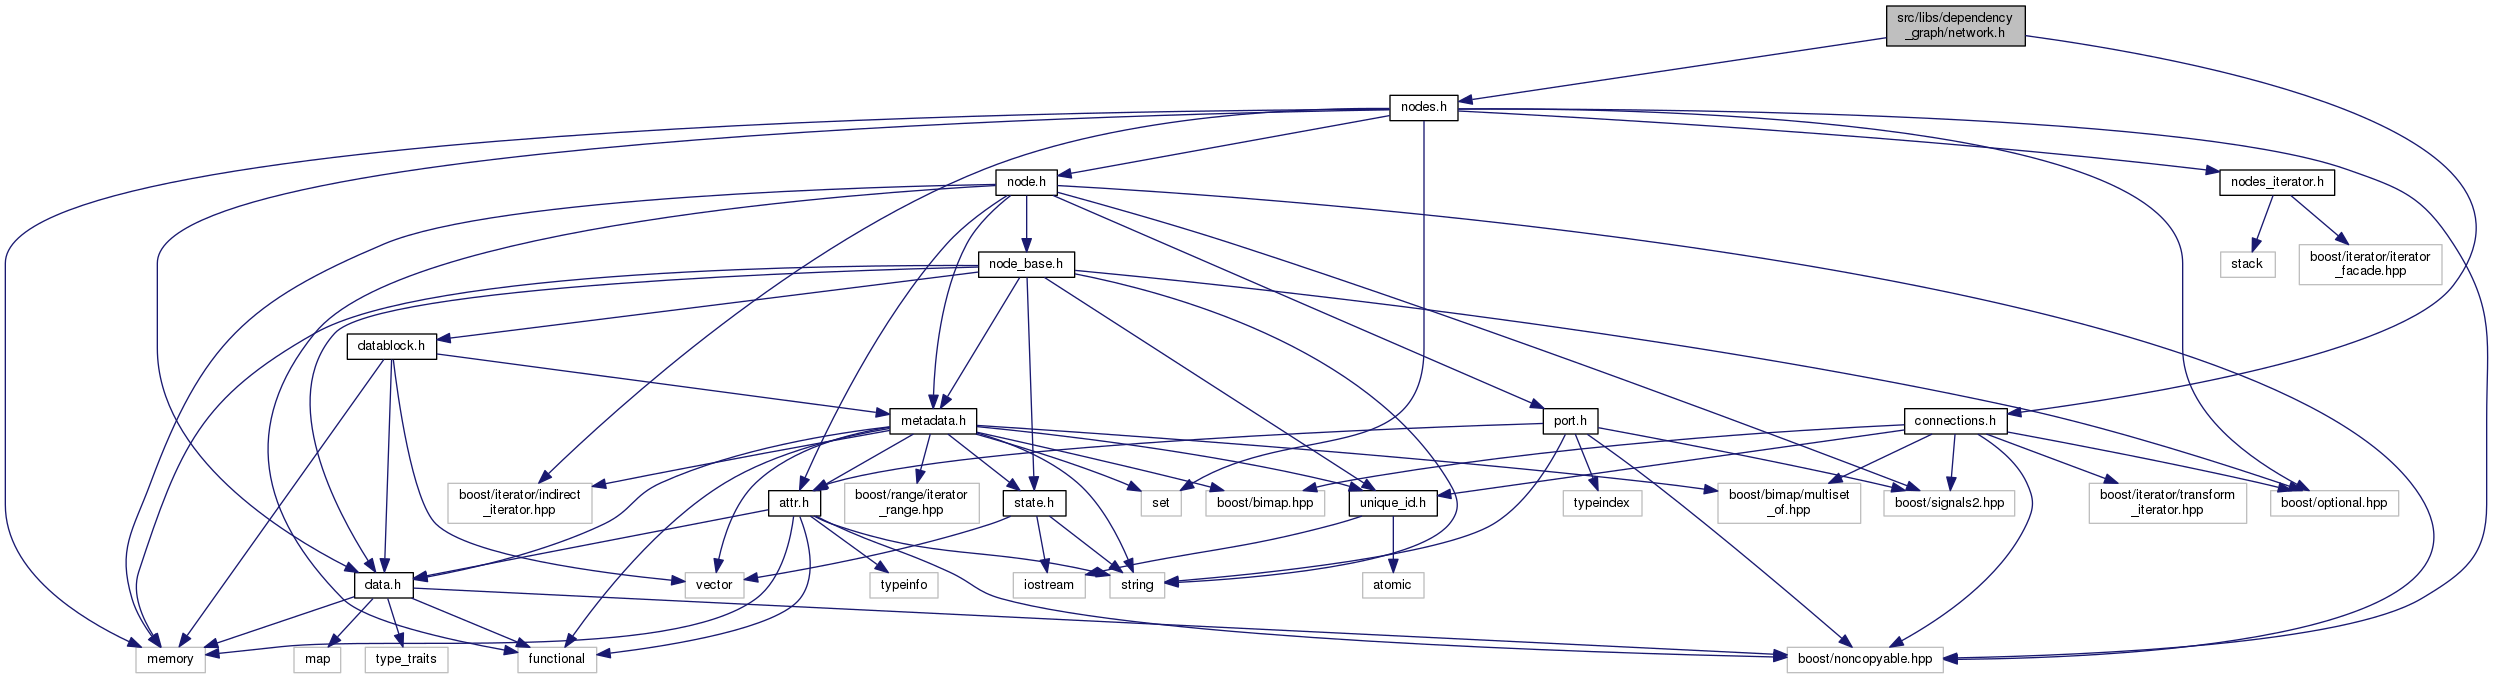 src/libs/dependency
_graph/network.h
nodes.h
node.h
nodes_iterator.h
node_base.h
stack
boost/iterator/iterator
_facade.hpp
datablock.h
metadata.h
port.h
connections.h
boost/iterator/indirect
_iterator.hpp
attr.h
boost/range/iterator
_range.hpp
state.h
set
boost/bimap.hpp
unique_id.h
typeindex
boost/bimap/multiset
_of.hpp
boost/signals2.hpp
boost/iterator/transform
_iterator.hpp
boost/optional.hpp
data.h
vector
typeinfo
iostream
string
atomic
memory
map
type_traits
functional
boost/noncopyable.hpp